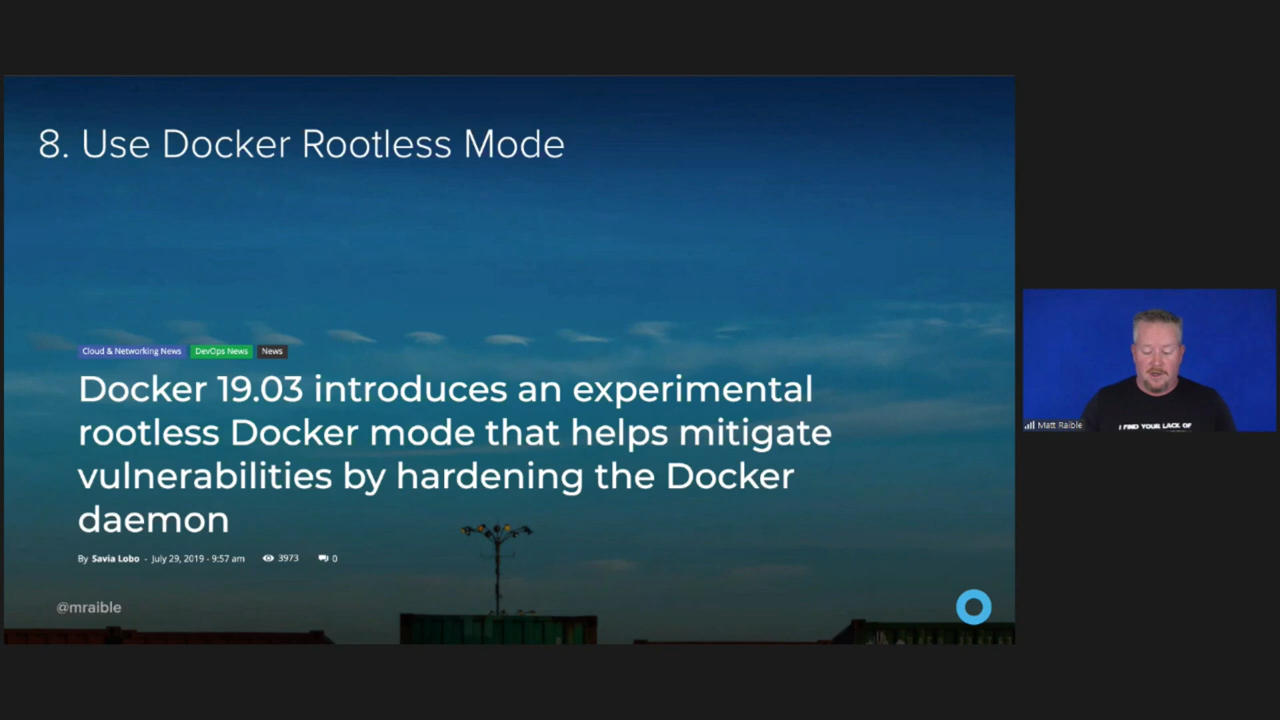 8. Use Docker Rootless Mode
Cloud & Networking News DevOps News News
Docker 19.03 introduces an experimental
rootless Docker mode that helps mitigate
vulnerabilities by hardening the Docker
daemon
By Savia Lobo - July 29, 2019 - 9:57 am 3973 0
@mraible
Matt Raible
I FIND YOUR LACK OF